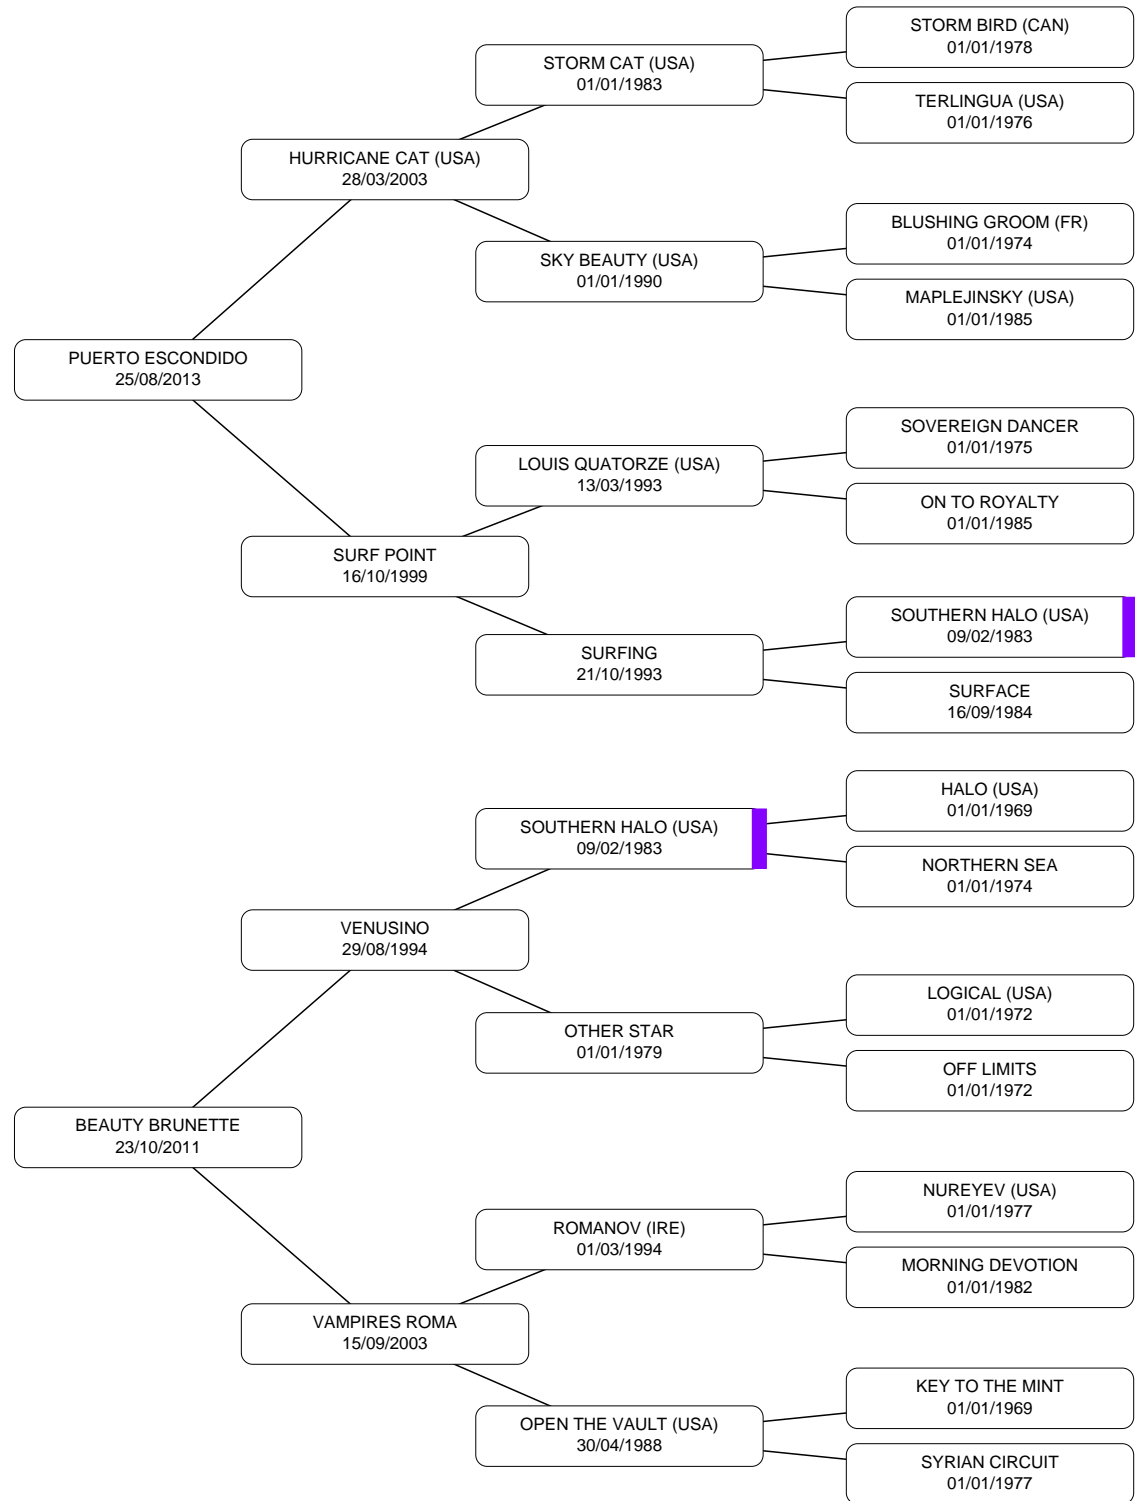 STORM BIRD (CAN)
01/01/1978
STORM CAT (USA)
01/01/1983
TERLINGUA (USA)
01/01/1976
HURRICANE CAT (USA)
28/03/2003
BLUSHING GROOM (FR)
01/01/1974
SKY BEAUTY (USA)
01/01/1990
MAPLEJINSKY (USA)
01/01/1985
PUERTO ESCONDIDO
25/08/2013
SOVEREIGN DANCER
01/01/1975
LOUIS QUATORZE (USA)
13/03/1993
ON TO ROYALTY
01/01/1985
SURF POINT
16/10/1999
SOUTHERN HALO (USA)
09/02/1983
SURFING
21/10/1993
SURFACE
16/09/1984
HALO (USA)
01/01/1969
SOUTHERN HALO (USA)
09/02/1983
NORTHERN SEA
01/01/1974
VENUSINO
29/08/1994
LOGICAL (USA)
01/01/1972
OTHER STAR
01/01/1979
OFF LIMITS
01/01/1972
BEAUTY BRUNETTE
23/10/2011
NUREYEV (USA)
01/01/1977
ROMANOV (IRE)
01/03/1994
MORNING DEVOTION
01/01/1982
VAMPIRES ROMA
15/09/2003
KEY TO THE MINT
01/01/1969
OPEN THE VAULT (USA)
30/04/1988
SYRIAN CIRCUIT
01/01/1977